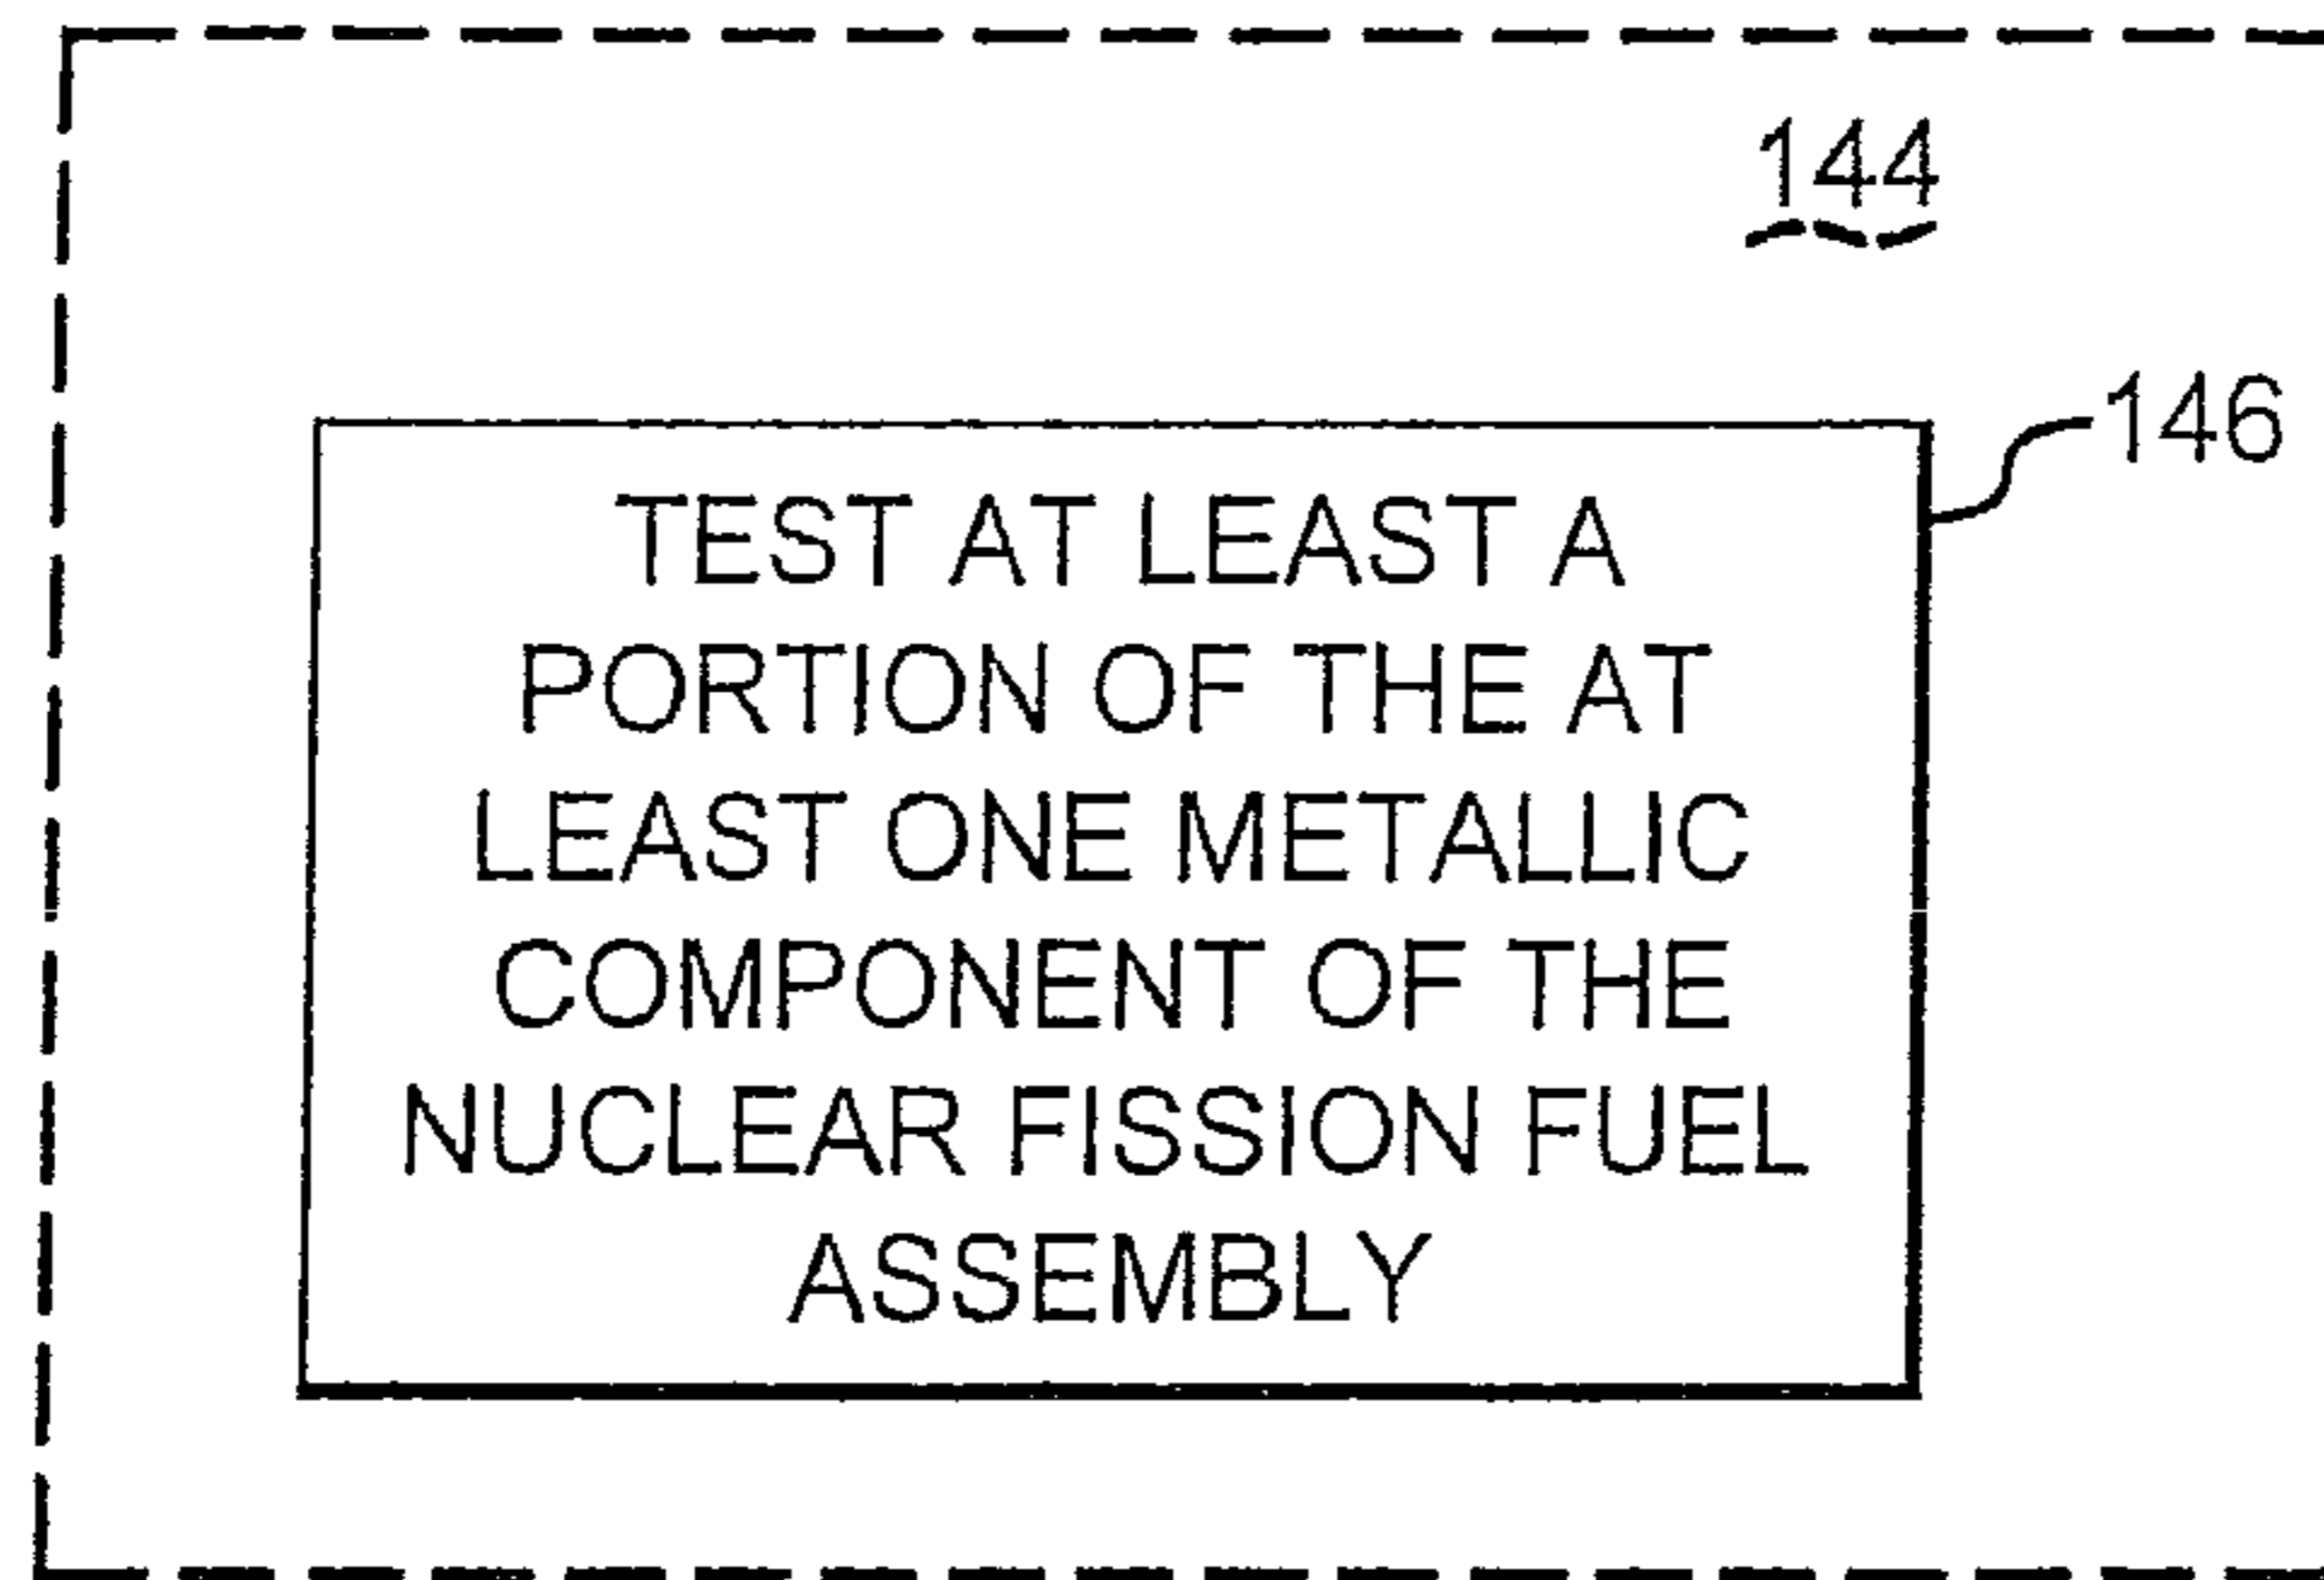 144
146
TEST AT LEAST A
PORTION OF THE AT
LEAST ONE METALLIC
COMPONENT OF THE
NUCLEAR FISSION FUEL
ASSEMBLY